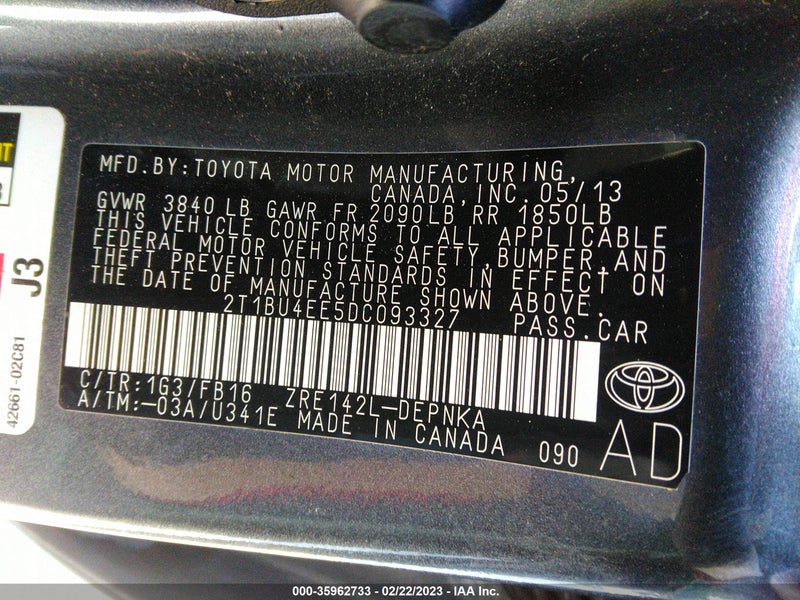 MFD.BY:TOYOTA MOTOR MANUFACTURING,
CANADA,INC. 05/13
GVWR 3840 LB GAWR FR 2090LB RR 1850LB
THIS VEHICLE CONFORMS TO ALL APPLICABLE
FEDERAL MOTOR VEHICLE SAFETY,BUMPER,AND
THEFT PREVENTION STANDARDS IN EFFECT ON
THE DATE OF MANUFACTURE SHOWN ABOVE.
2T1BU4EE5DC093327 PASS.CAR
C/TR:1G3/FB16 ZRE142L-DEPNKA
A/TM:-03A/U341E MADE IN CANADA 090
AD
J3
42661-02C81
000-35962733 - 02/22/2023 - IAA Inc.